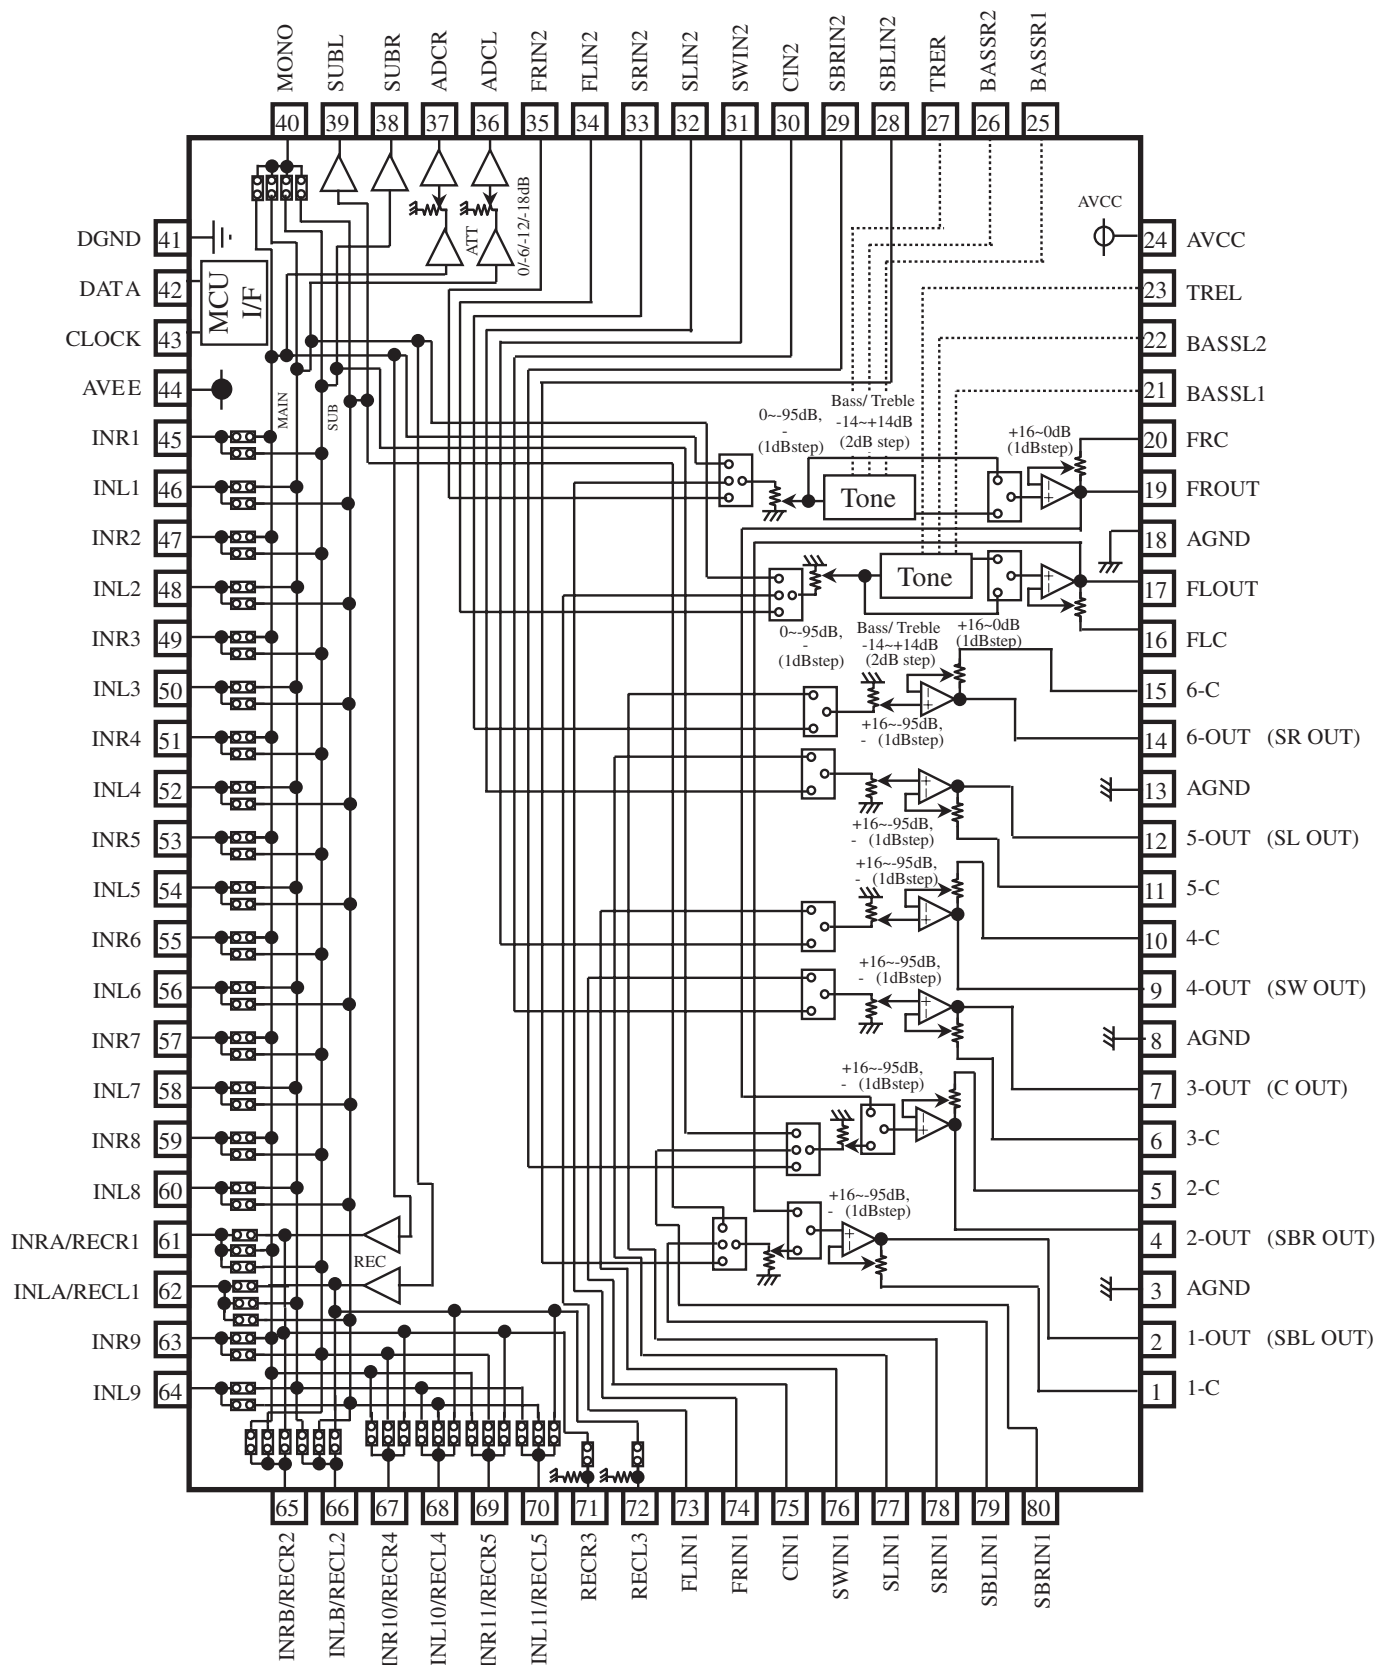 MONO
SUBL
SUBR
ADCR
ADCL
FRIN2
FLIN2
SRIN2
SLIN2
SWIN2
CIN2
SBRIN2
SBLIN2
TRER
BASSR2
BASSR1
40
39
38
37
36
35
34
33
32
31
30
29
28
27
26
25
DGND 41
DATA 42
CLOCK 43
AVEE 44
INR1 45
INL1 46
INR2 47
INL2 48
INR3 49
INL3 50
INR4 51
INL4 52
INR5 53
INL5 54
INR6 55
INL6 56
INR7 57
INL7 58
INR8 59
INL8 60
INRA/RECR1 61
INLA/RECL1 62
INR9 63
INL9 64
MCU
I/F
ATT
0/-6/-12/-18dB
MAIN
SUB
REC
AVCC
Bass/ Treble
-14~+14dB
(2dB step)
0~-95dB,
-
(1dBstep)
+16~0dB
(1dBstep)
Tone
Tone
0~-95dB,
-
(1dBstep)
Bass/ Treble
-14~+14dB
(2dB step)
+16~0dB
(1dBstep)
+16~-95dB,
- (1dBstep)
+16~-95dB,
- (1dBstep)
+16~-95dB,
- (1dBstep)
+16~-95dB,
- (1dBstep)
+16~-95dB,
- (1dBstep)
+16~-95dB,
- (1dBstep)
24 AVCC
23 TREL
22 BASSL2
21 BASSL1
20 FRC
19 FROUT
18 AGND
17 FLOUT
16 FLC
15 6-C
14 6-OUT (SR OUT)
13 AGND
12 5-OUT (SL OUT)
11 5-C
10 4-C
9 4-OUT (SW OUT)
8 AGND
7 3-OUT (C OUT)
6 3-C
5 2-C
4 2-OUT (SBR OUT)
3 AGND
2 1-OUT (SBL OUT)
1 1-C
65
66
67
68
69
70
71
72
73
74
75
76
77
78
79
80
INRB/RECR2
INLB/RECL2
INR10/RECR4
INL10/RECL4
INR11/RECR5
INL11/RECL5
RECR3
RECL3
FLIN1
FRIN1
CIN1
SWIN1
SLIN1
SRIN1
SBLIN1
SBRIN1